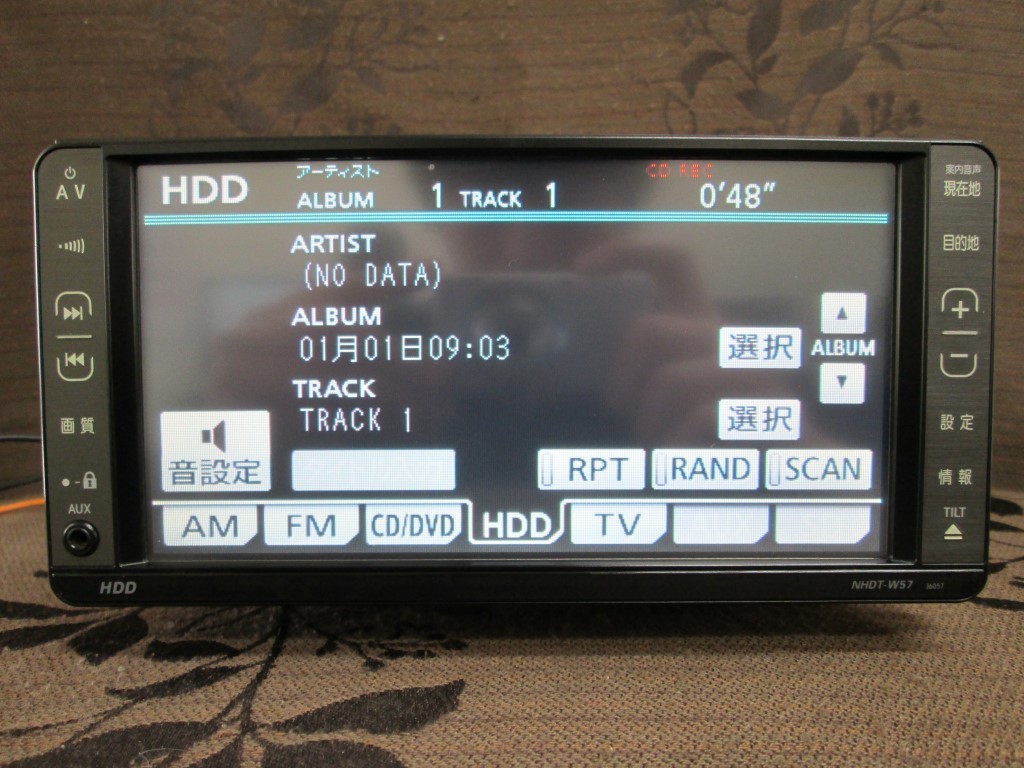 AV
画質
AUX
HDD
HDD
アーティスト
ALBUM 1 TRACK 1
CD REC
0'48"
ARTIST
(NO DATA)
ALBUM
01月01日09:03
TRACK
TRACK 1
選択
ALBUM
選択
音設定
RPT
RAND
SCAN
AM
FM
CD/DVD
HDD
TV
案内音声
現在地
目的地
+
−
設定
情報
TILT
NHDT-W57